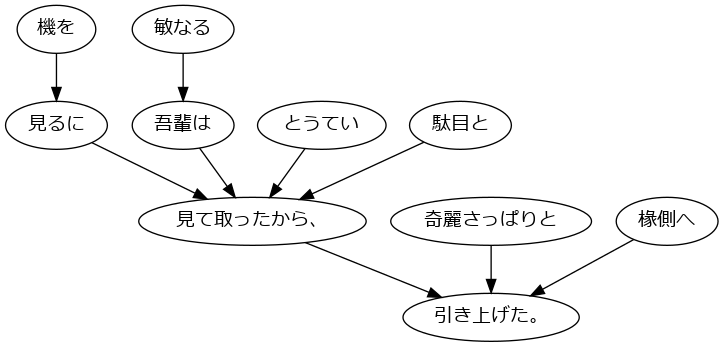 機を
敏なる
見るに
吾輩は
とうてい
駄目と
見て取ったから、
奇麗さっぱりと
椽側へ
引き上げた。